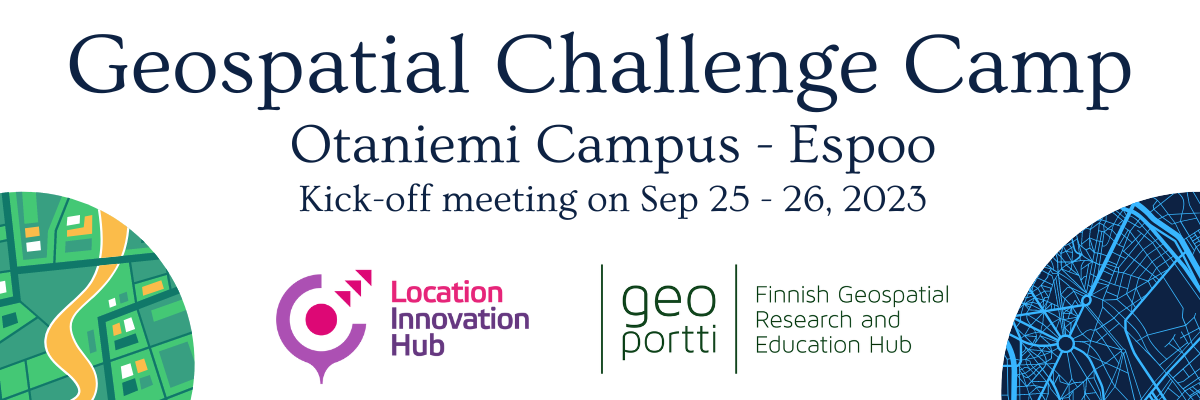 Geospatial Challenge Camp
Otaniemi Campus - Espoo
Kick-off meeting on Sep 25 - 26, 2023
Location
Innovation
Hub
geo
portti
Finnish Geospatial
Research and
Education Hub